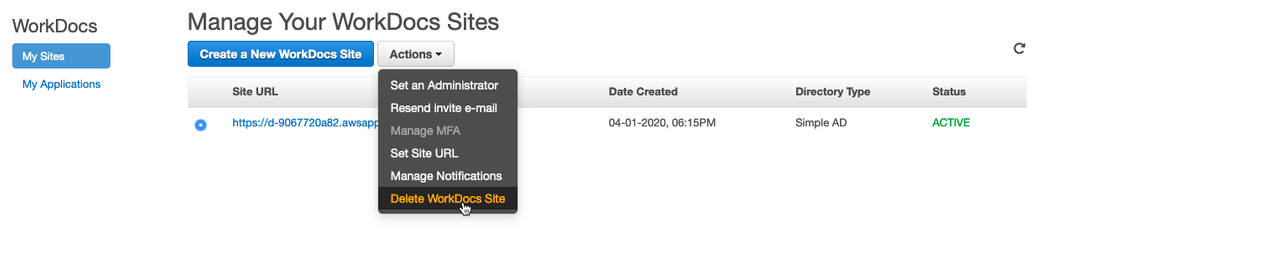 WorkDocs
My Sites
My Applications
Manage Your WorkDocs Sites
Create a New WorkDocs Site
Actions
Set an Administrator
Resend invite e-mail
Manage MFA
Set Site URL
Manage Notifications
Delete WorkDocs Site
Site URL Date Created Directory Type Status
https://d-9067720a82.awsapp 04-01-2020, 06:15PM Simple AD ACTIVE